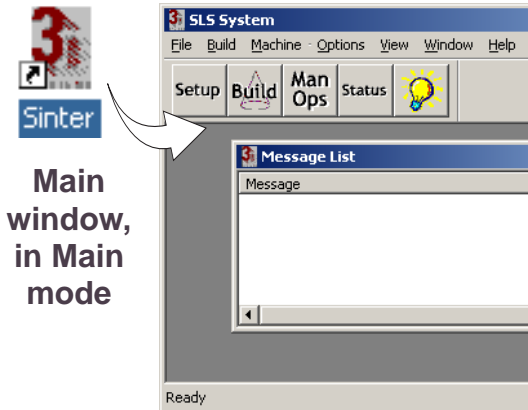 Sinter
Main
window,
in Main
mode
SLS System
File Build Machine Options View Window Help
Setup Build Man Ops Status
Message List
Message
Ready